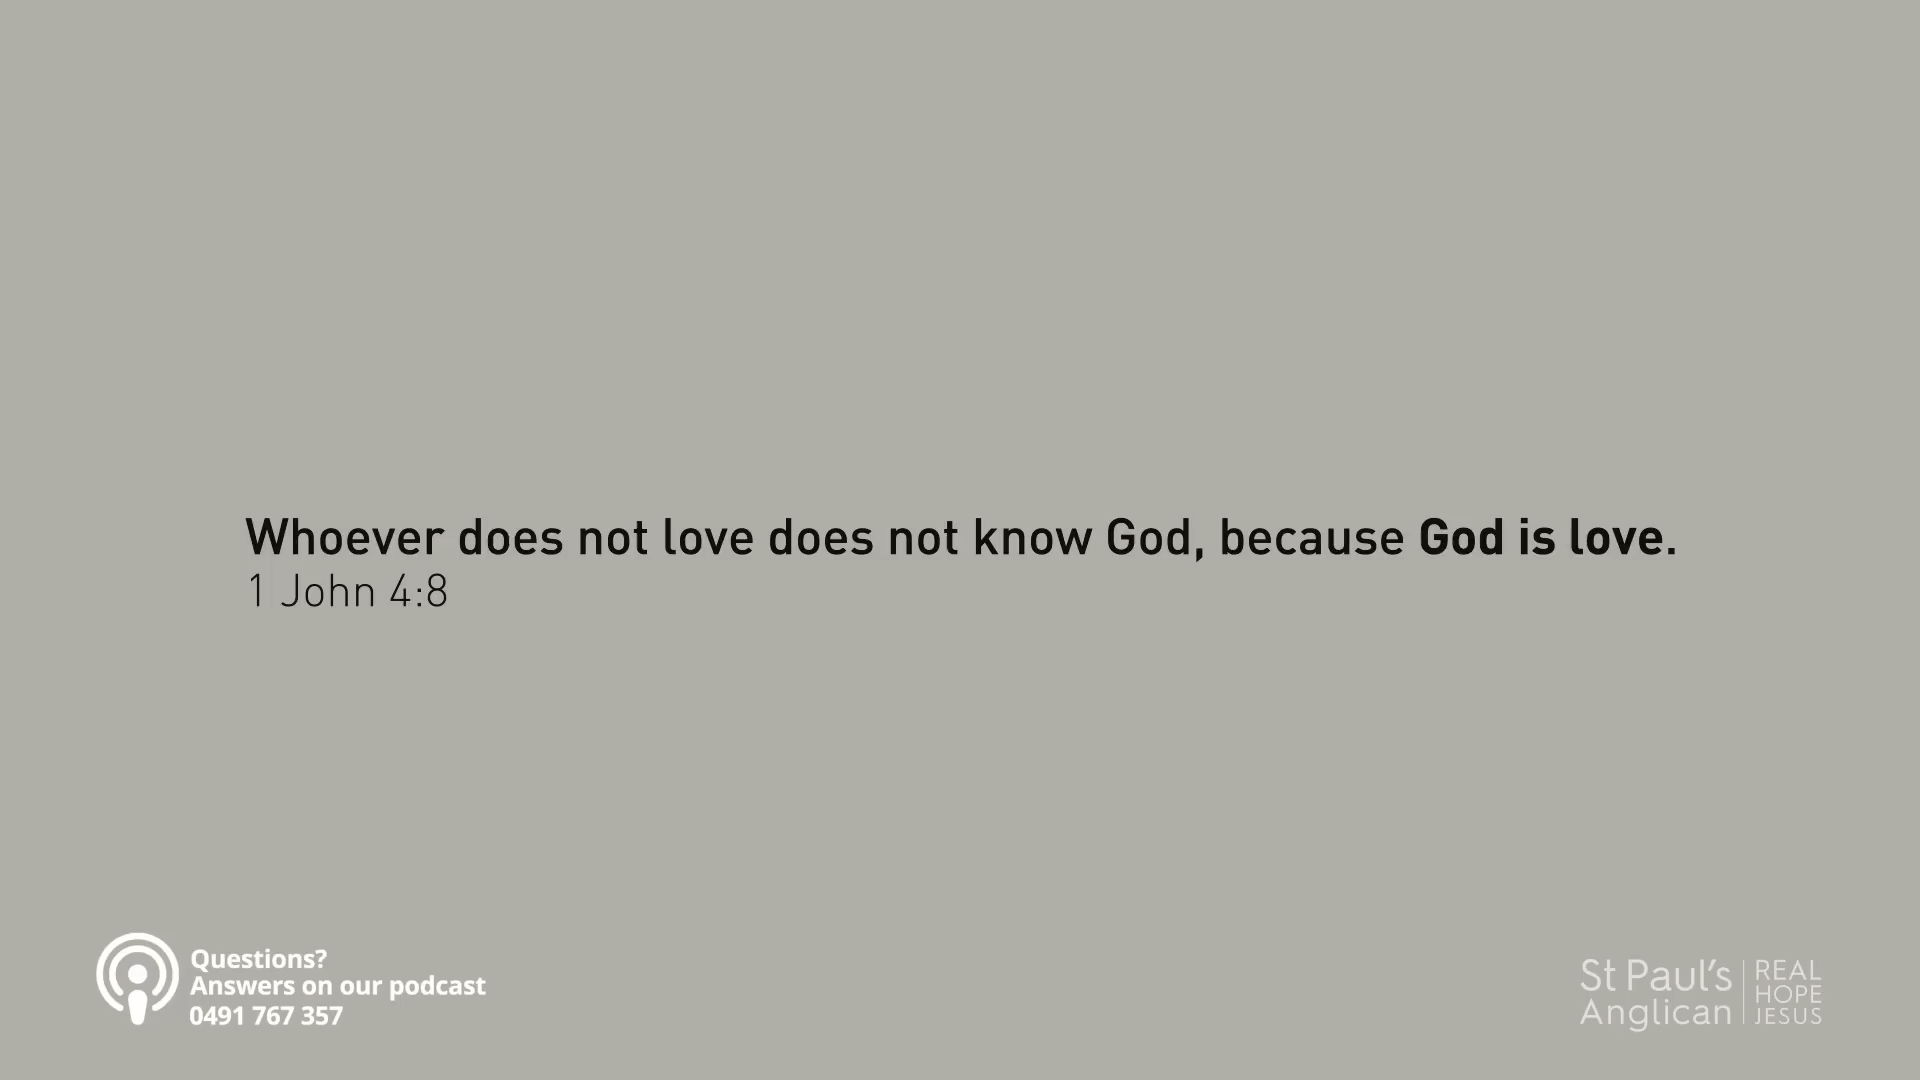 Whoever does not love does not know God, because God is love.
1 John 4:8
Questions?
Answers on our podcast
0491 767 357
St Paul's
Anglican
REAL
HOPE
JESUS